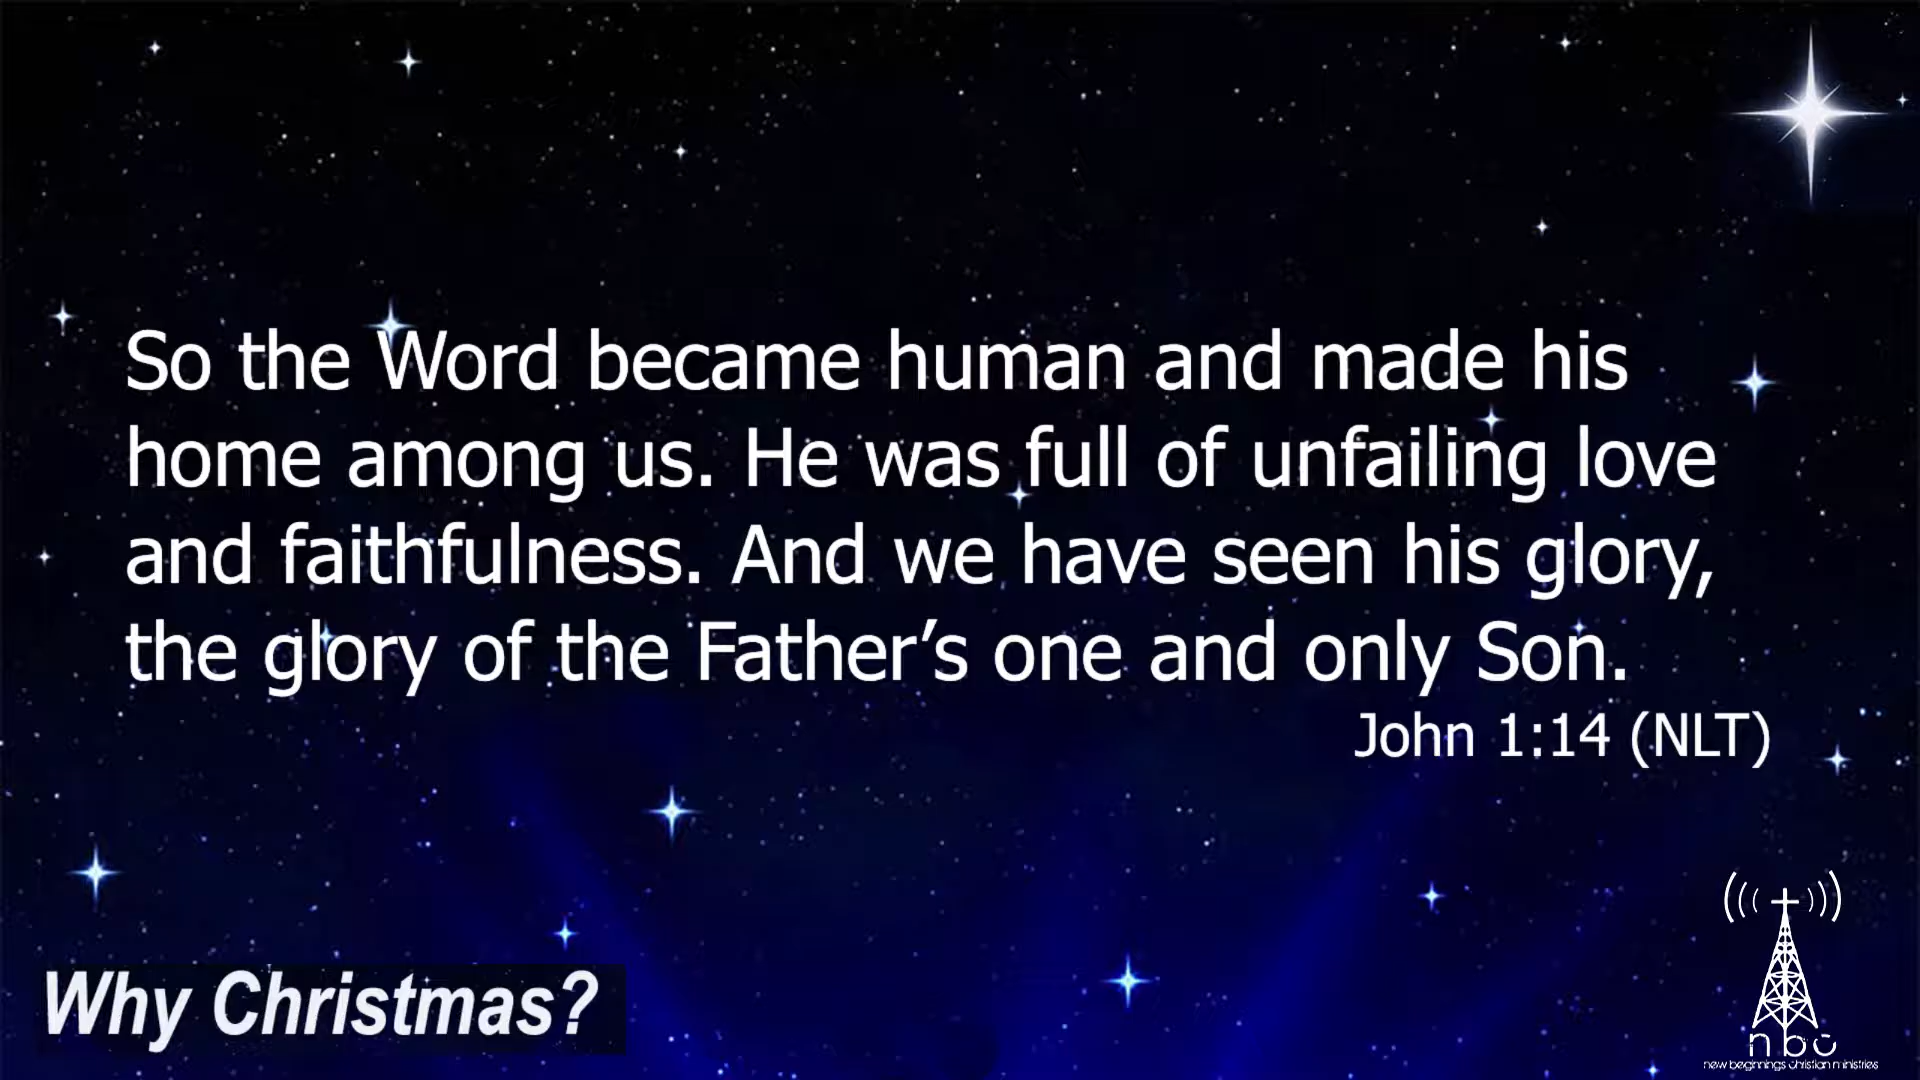 So the Word became human and made his
home among us. He was full of unfailing love
and faithfulness. And we have seen his glory,
the glory of the Father’s one and only Son.
John 1:14 (NLT)
Why Christmas?
nbc
new beginnings christian ministries